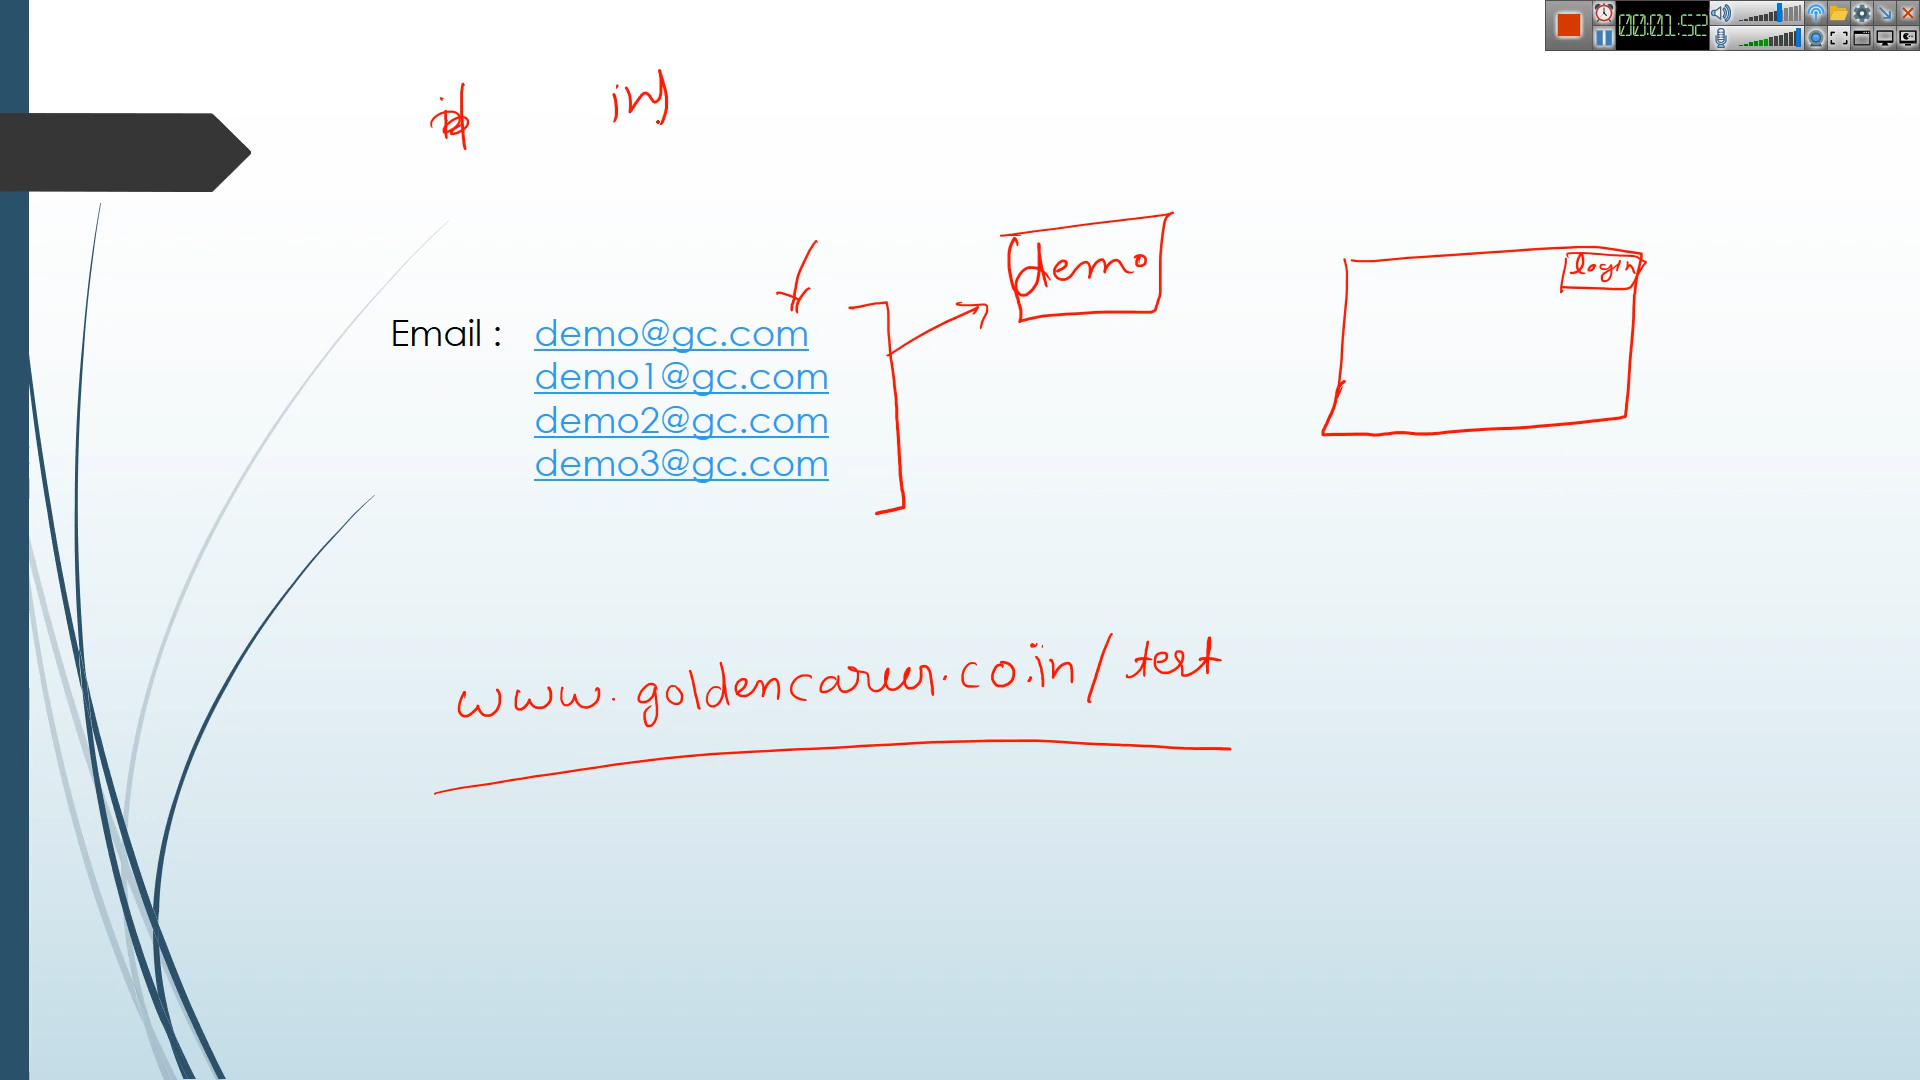 00:01:52
Email : demo@gc.com
demo1@gc.com
demo2@gc.com
demo3@gc.com
demo
login
www.goldencareer.co.in/test